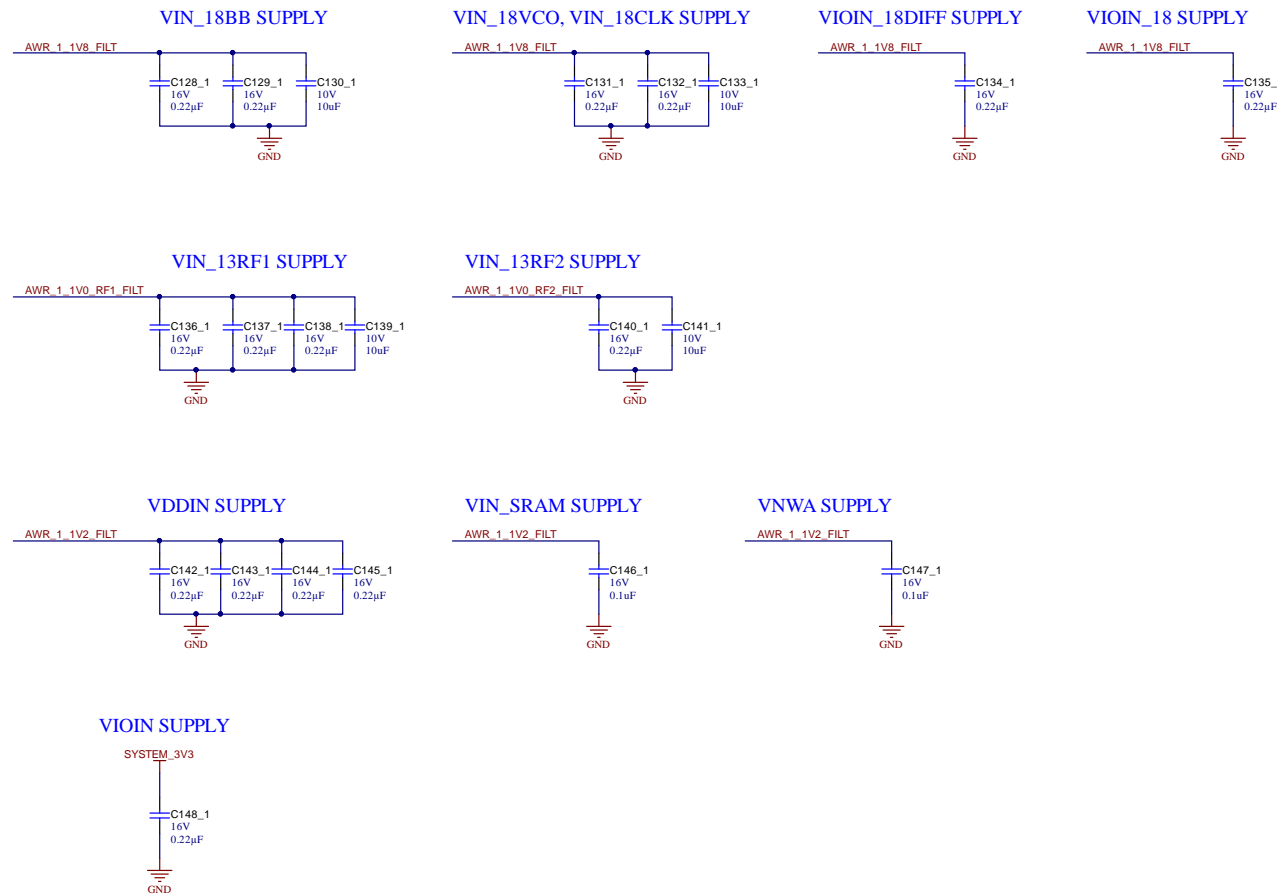 VIN_18BB SUPPLY
AWR_1_1V8_FILT
C128_1
16V
0.22µF
C129_1
16V
0.22µF
C130_1
10V
10uF
GND
VIN_18VCO, VIN_18CLK SUPPLY
AWR_1_1V8_FILT
C131_1
16V
0.22µF
C132_1
16V
0.22µF
C133_1
10V
10uF
GND
VIOIN_18DIFF SUPPLY
AWR_1_1V8_FILT
C134_1
16V
0.22µF
GND
VIOIN_18 SUPPLY
AWR_1_1V8_FILT
C135_
16V
0.22µF
GND
VIN_13RF1 SUPPLY
AWR_1_1V0_RF1_FILT
C136_1
16V
0.22µF
C137_1
16V
0.22µF
C138_1
16V
0.22µF
C139_1
10V
10uF
GND
VIN_13RF2 SUPPLY
AWR_1_1V0_RF2_FILT
C140_1
16V
0.22µF
C141_1
10V
10uF
GND
VDDIN SUPPLY
AWR_1_1V2_FILT
C142_1
16V
0.22µF
C143_1
16V
0.22µF
C144_1
16V
0.22µF
C145_1
16V
0.22µF
GND
VIN_SRAM SUPPLY
AWR_1_1V2_FILT
C146_1
16V
0.1uF
GND
VNWA SUPPLY
AWR_1_1V2_FILT
C147_1
16V
0.1uF
GND
VIOIN SUPPLY
SYSTEM_3V3
C148_1
16V
0.22µF
GND